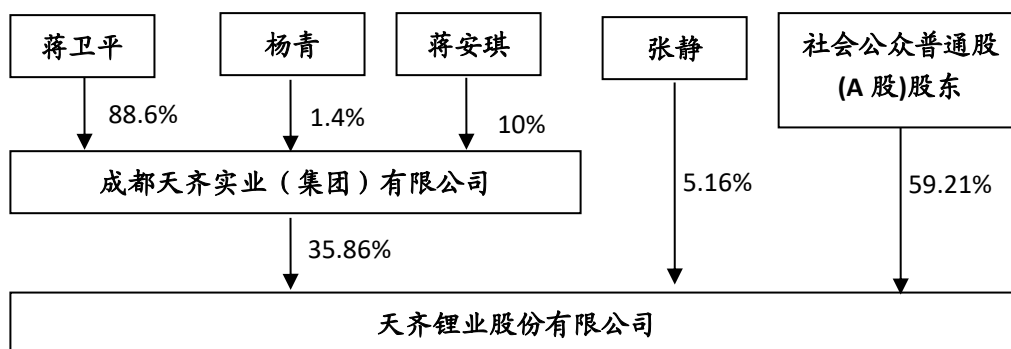 蒋卫平
杨青
蒋安琪
张静
社会公众普通股
(A 股)股东
88.6%
1.4%
10%
成都天齐实业（集团）有限公司
5.16%
59.21%
35.86%
天齐锂业股份有限公司